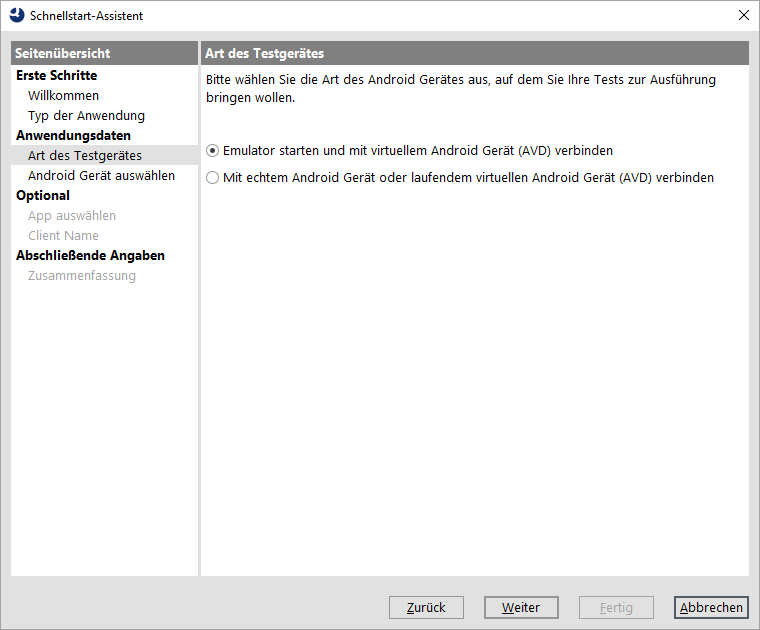 Schnellstart-Assistent
Seitenübersicht
Erste Schritte
Willkommen
Typ der Anwendung
Anwendungsdaten
Art des Testgerätes
Android Gerät auswählen
Optional
App auswählen
Client Name
Abschließende Angaben
Zusammenfassung
Art des Testgerätes
Bitte wählen Sie die Art des Android Gerätes aus, auf dem Sie Ihre Tests zur Ausführung
bringen wollen.
Emulator starten und mit virtuellem Android Gerät (AVD) verbinden
Mit echtem Android Gerät oder laufendem virtuellen Android Gerät (AVD) verbinden
Zurück
Weiter
Fertig
Abbrechen